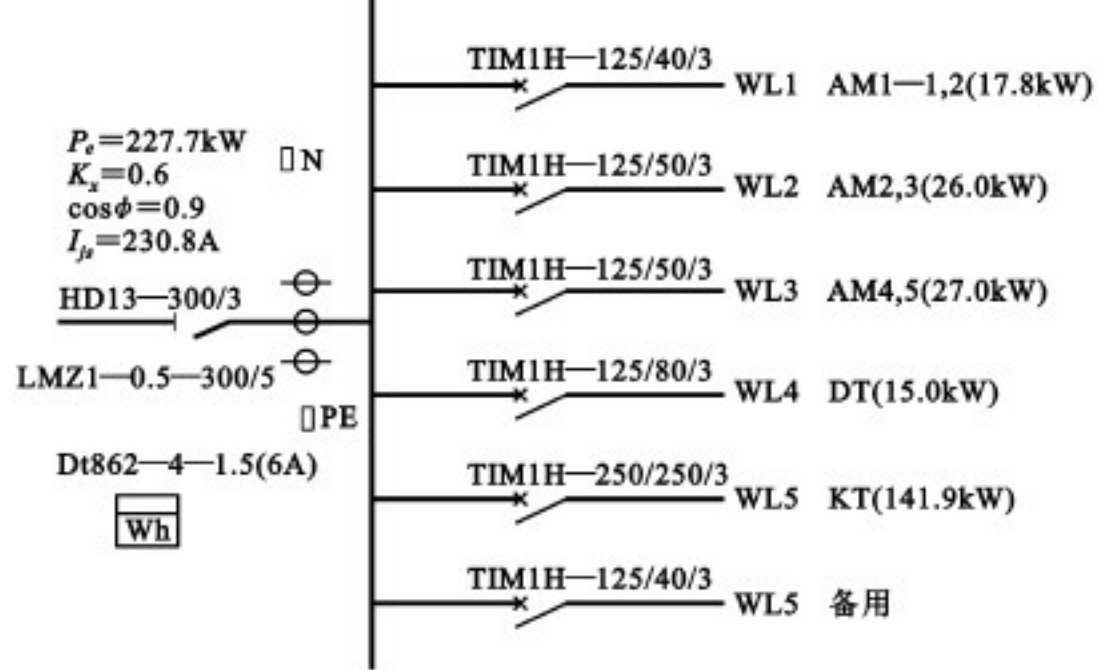 Pe=227.7kW
Kx=0.6
cosϕ=0.9
Ijs=230.8A
▯N
HD13—300/3
LMZ1—0.5—300/5
▯PE
Dt862—4—1.5(6A)
Wh
TIM1H—125/40/3
WL1 AM1—1,2(17.8kW)
TIM1H—125/50/3
WL2 AM2,3(26.0kW)
TIM1H—125/50/3
WL3 AM4,5(27.0kW)
TIM1H—125/80/3
WL4 DT(15.0kW)
TIM1H—250/250/3
WL5 KT(141.9kW)
TIM1H—125/40/3
WL5 备用